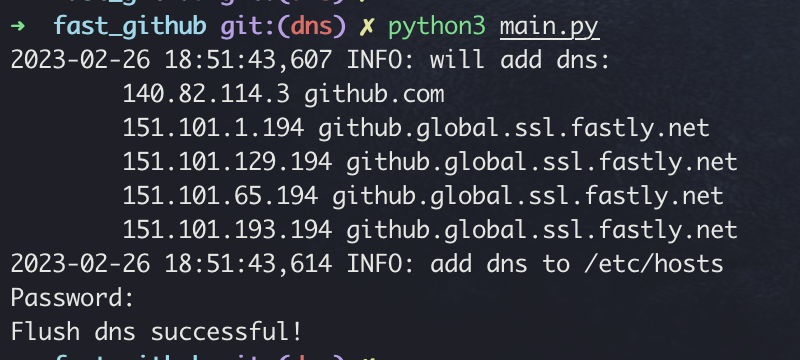 ➜  fast_github git:(dns) ✗ python3 main.py
2023-02-26 18:51:43,607 INFO: will add dns:
        140.82.114.3 github.com
        151.101.1.194 github.global.ssl.fastly.net
        151.101.129.194 github.global.ssl.fastly.net
        151.101.65.194 github.global.ssl.fastly.net
        151.101.193.194 github.global.ssl.fastly.net
2023-02-26 18:51:43,614 INFO: add dns to /etc/hosts
Password:
Flush dns successful!